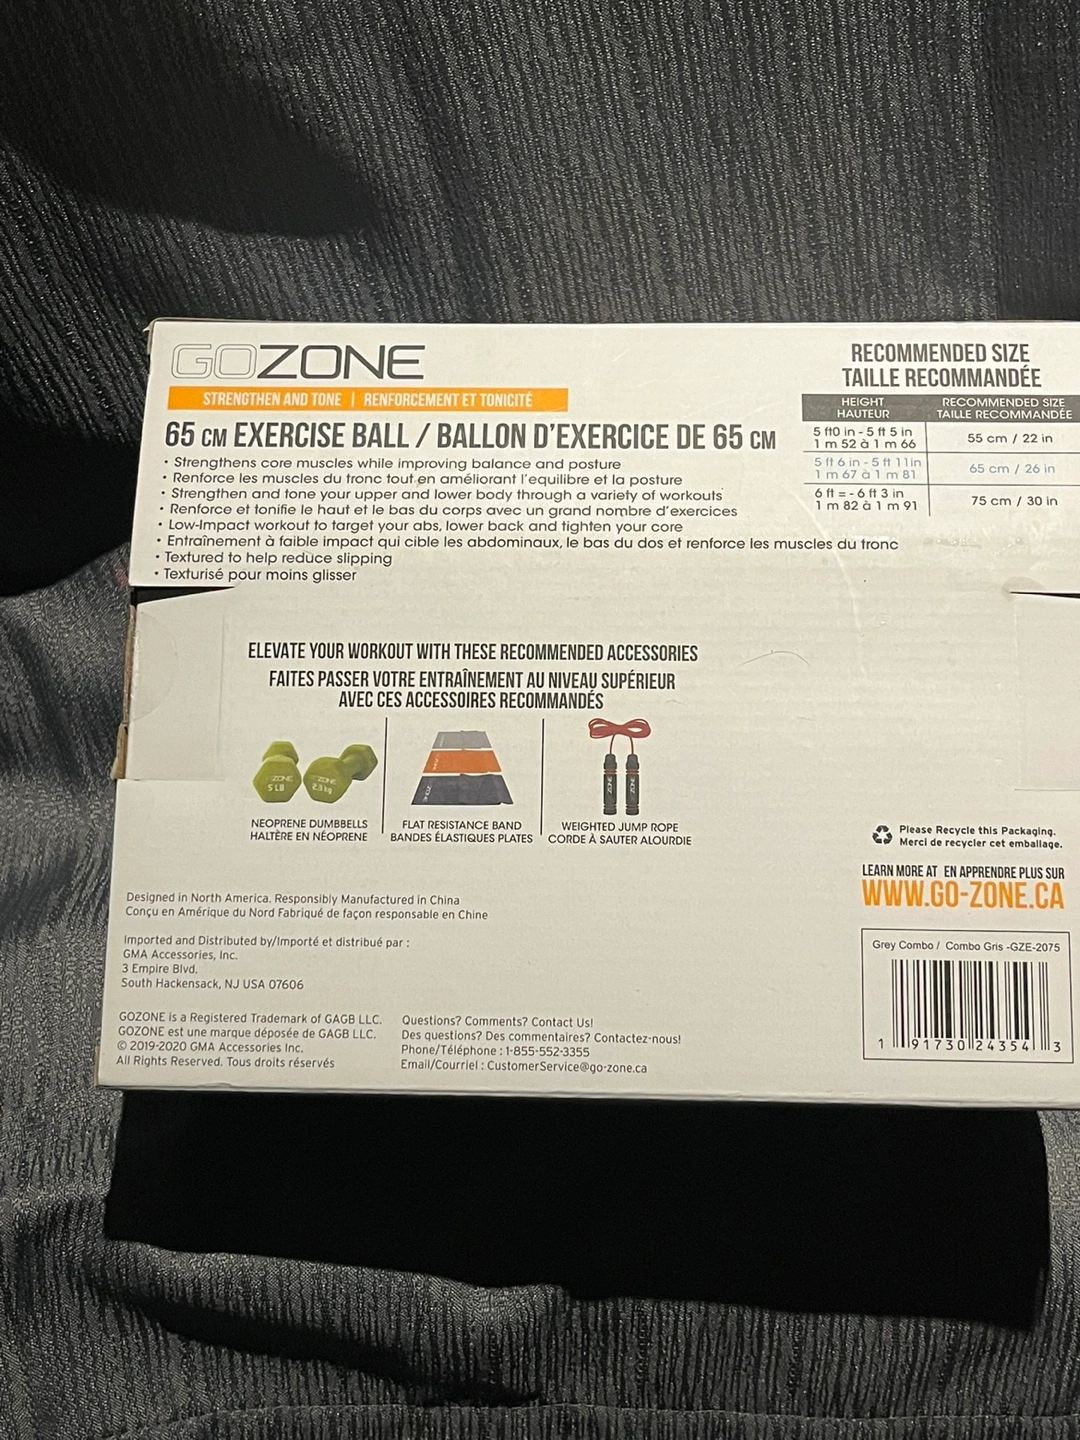 GOZONE
STRENGTHEN AND TONE | RENFORCEMENT ET TONICITÉ
65 CM EXERCISE BALL / BALLON D'EXERCICE DE 65 CM
• Strengthens core muscles while improving balance and posture
• Renforce les muscles du tronc tout en améliorant l'equilibre et la posture
• Strengthen and tone your upper and lower body through a variety of workouts
• Renforce et tonifie le haut et le bas du corps avec un grand nombre d'exercices
• Low-Impact workout to target your abs, lower back and tighten your core
• Entraînement à faible impact qui cible les abdominaux, le bas du dos et renforce les muscles du tronc
• Textured to help reduce slipping
• Texturisé pour moins glisser
RECOMMENDED SIZE
TAILLE RECOMMANDÉE
HEIGHT RECOMMENDED SIZE
HAUTEUR TAILLE RECOMMANDÉE
5 ft0 in - 5 ft 5 in
1 m 52 à 1 m 66
55 cm / 22 in
5 ft 6 in - 5 ft 11in
1 m 67 à 1 m 81
65 cm / 26 in
6 ft = - 6 ft 3 in
1 m 82 à 1 m 91
75 cm / 30 in
ELEVATE YOUR WORKOUT WITH THESE RECOMMENDED ACCESSORIES
FAITES PASSER VOTRE ENTRAÎNEMENT AU NIVEAU SUPÉRIEUR
AVEC CES ACCESSOIRES RECOMMANDÉS
5 LB
2.3 kg
NEOPRENE DUMBBELLS
HALTÈRE EN NÉOPRENE
FLAT RESISTANCE BAND
BANDES ÉLASTIQUES PLATES
WEIGHTED JUMP ROPE
CORDE À SAUTER ALOURDIE
Please Recycle this Packaging.
Merci de recycler cet emballage.
LEARN MORE AT EN APPRENDRE PLUS SUR
WWW.GO-ZONE.CA
Grey Combo / Combo Gris -GZE-2075
1 91730 24354 3
Designed in North America. Responsibly Manufactured in China
Conçu en Amérique du Nord Fabriqué de façon responsable en Chine
Imported and Distributed by/Importé et distribué par :
GMA Accessories, Inc.
3 Empire Blvd.
South Hackensack, NJ USA 07606
GOZONE is a Registered Trademark of GAGB LLC.
GOZONE est une marque déposée de GAGB LLC.
© 2019-2020 GMA Accessories Inc.
All Rights Reserved. Tous droits réservés
Questions? Comments? Contact Us!
Des questions? Des commentaires? Contactez-nous!
Phone/Téléphone : 1-855-552-3355
Email/Courriel : CustomerService@go-zone.ca